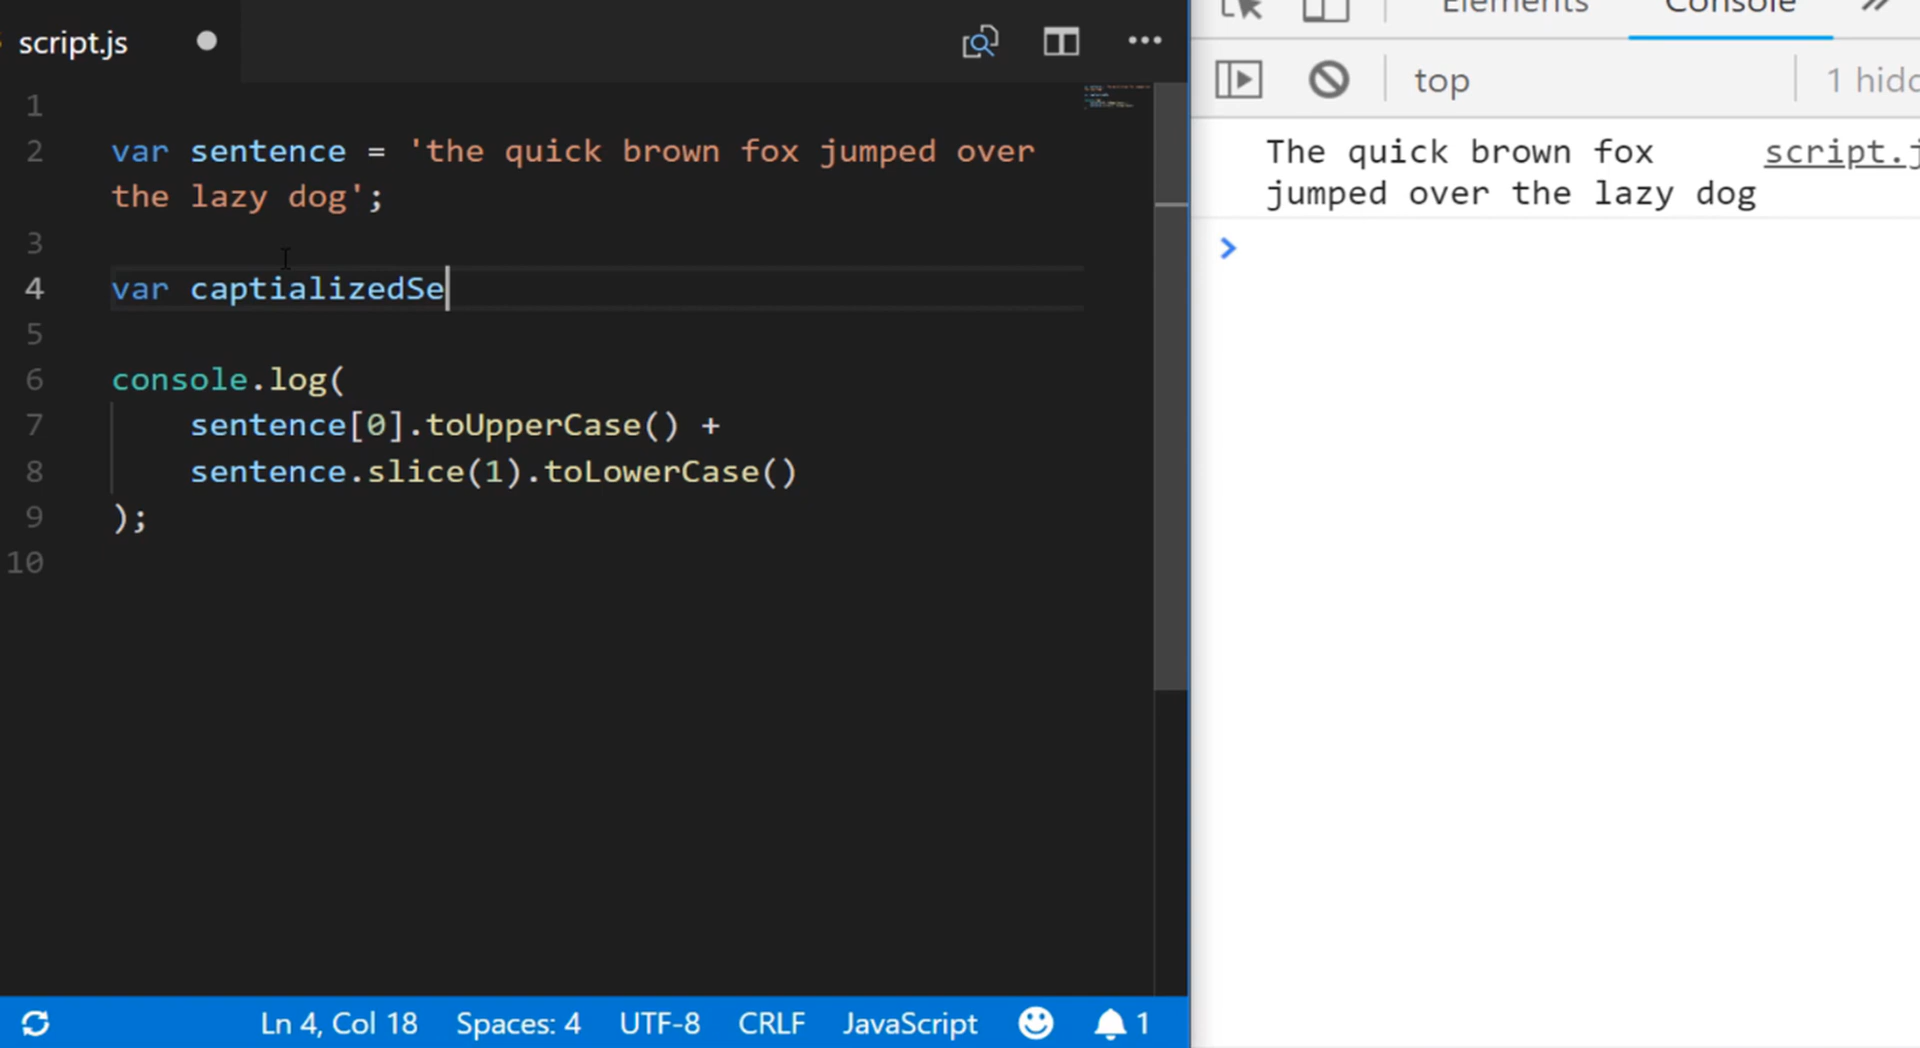 script.js
1
2 var sentence = 'the quick brown fox jumped over
the lazy dog';
3
4 var captializedSe
5
6 console.log(
7 sentence[0].toUpperCase() +
8 sentence.slice(1).toLowerCase()
9 );
10
Ln 4, Col 18 Spaces: 4 UTF-8 CRLF JavaScript 1
Elements Console
top 1 hidd
The quick brown fox script.j
jumped over the lazy dog